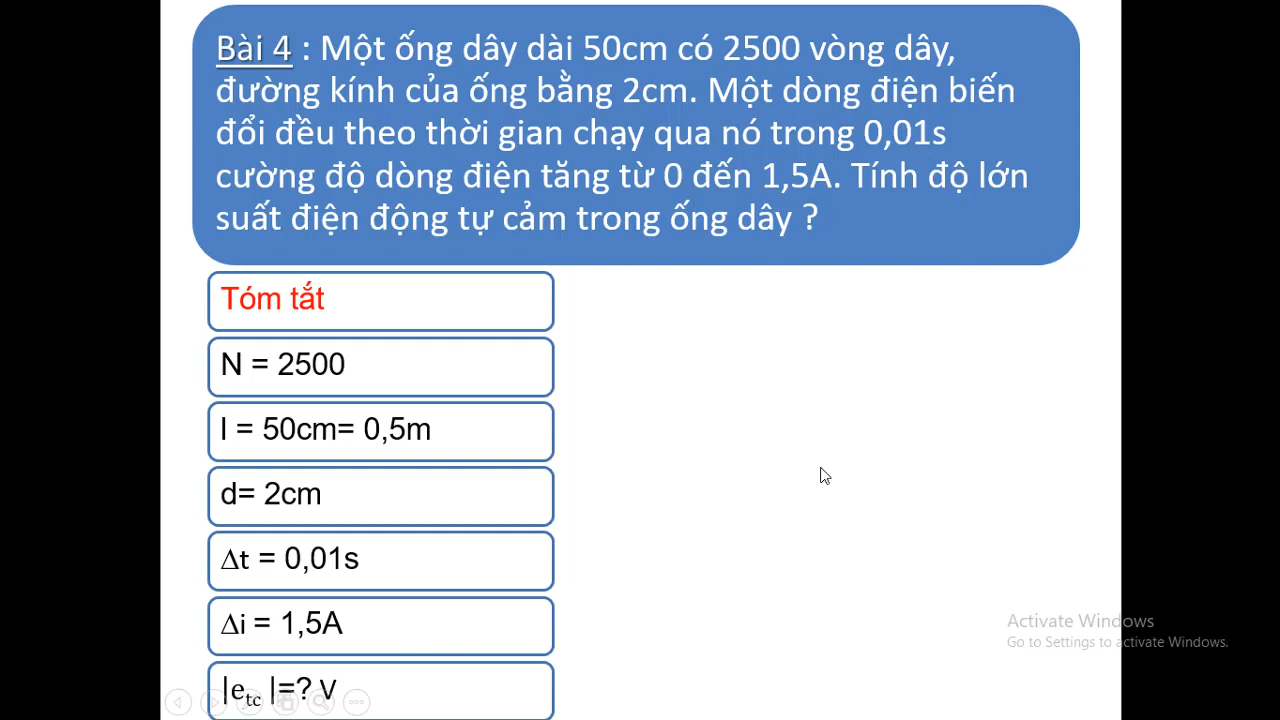 Bài 4 : Một ống dây dài 50cm có 2500 vòng dây,
đường kính của ống bằng 2cm. Một dòng điện biến
đổi đều theo thời gian chạy qua nó trong 0,01s
cường độ dòng điện tăng từ 0 đến 1,5A. Tính độ lớn
suất điện động tự cảm trong ống dây ?
Tóm tắt
N = 2500
l = 50cm= 0,5m
d= 2cm
∆t = 0,01s
∆i = 1,5A
|eₜc |=? V
Activate Windows
Go to Settings to activate Windows.